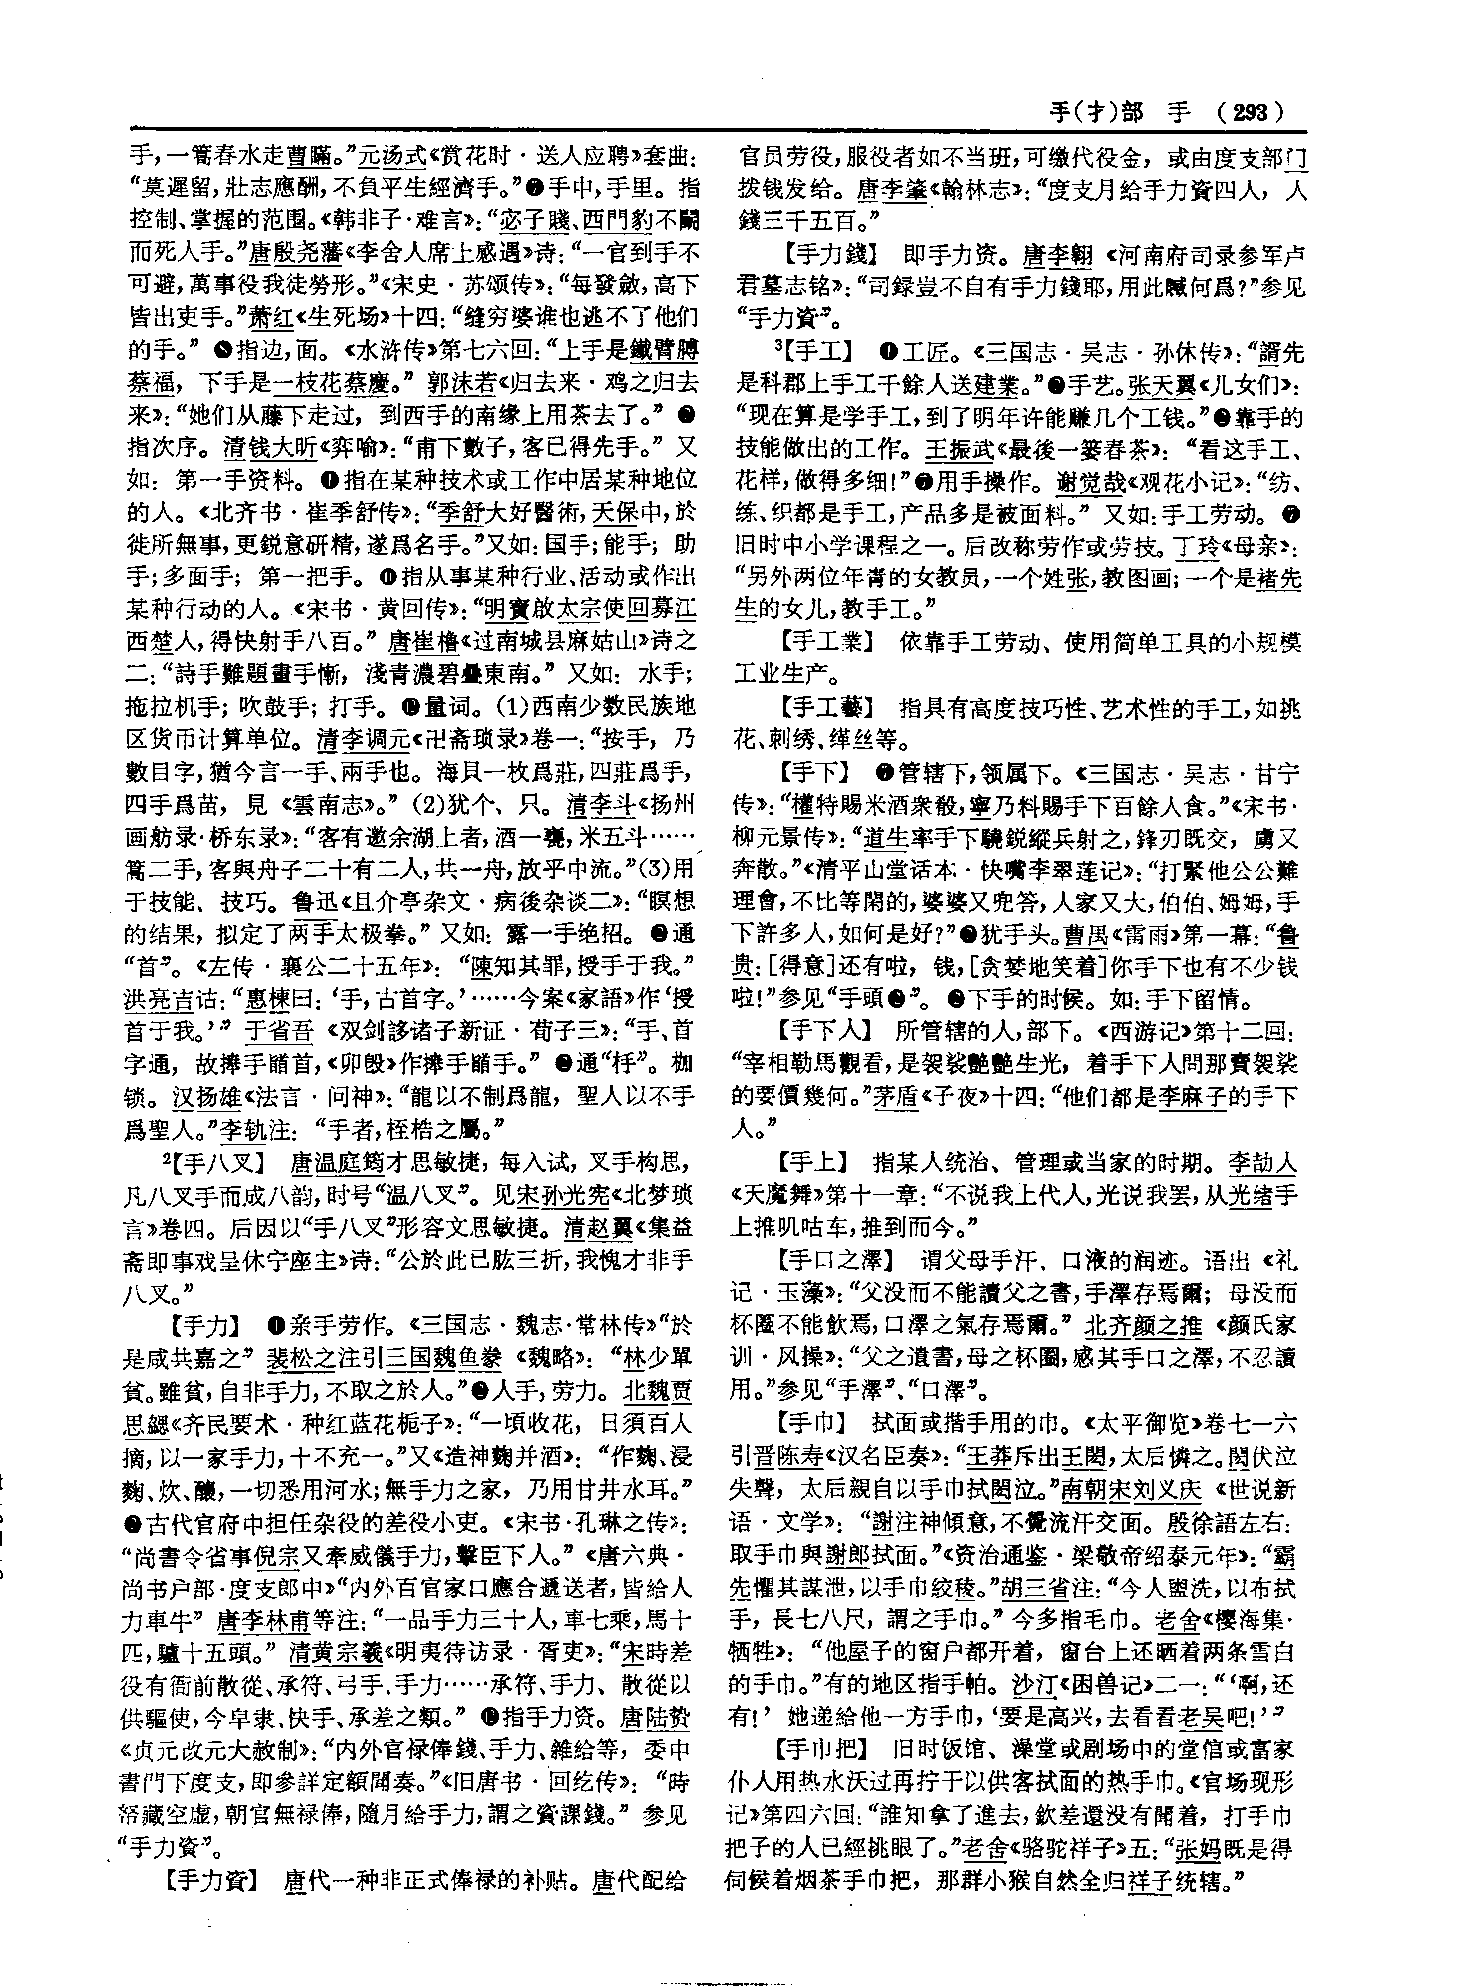 手(扌)部　手　(293)
手，一篙春水走曹瞒。”元汤式《赏花时·送人应聘》套曲：
“莫遲留，壯志應酬，不負平生經濟手。”❼手中，手里。指
控制、掌握的范围。《韩非子·难言》：“宓子賤、西門豹不鬭
而死人手。”唐殷尧藩《李舍人席上感遇》诗：“一官到手不
可避，萬事役我徒勞形。”《宋史·苏颂传》：“每發斂，高下
皆出吏手。”萧红《生死场》十四：“缝穷婆谁也逃不了他们
的手。”❽指边，面。《水浒传》第七六回：“上手是鐵臂膊
蔡福，下手是一枝花蔡慶。”郭沫若《归去来·鸡之归去
来》：“她们从藤下走过，到西手的南缘上用茶去了。”❾
指次序。清钱大昕《弈喻》：“甫下數子，客已得先手。”又
如：第一手资料。❿指在某种技术或工作中居某种地位
的人。《北齐书·崔季舒传》：“季舒大好醫術，天保中，於
徙所無事，更鋭意研精，遂爲名手。”又如：国手；能手；助
手；多面手；第一把手。⓫指从事某种行业、活动或作出
某种行动的人。《宋书·黄回传》：“明寶啟太宗使回募江
西楚人，得快射手八百。”唐崔橹《过南城县麻姑山》诗之
二：“詩手難題畫手慚，淺青濃碧疊東南。”又如：水手；
拖拉机手；吹鼓手；打手。⓬量词。(1)西南少数民族地
区货币计算单位。清李调元《卍斋琐录》卷一：“按手，乃
數目字，猶今言一手、兩手也。海貝一枚爲莊，四莊爲手，
四手爲苗，見《雲南志》。”(2)犹个、只。清李斗《扬州
画舫录·桥东录》：“客有邀余湖上者，酒一甕，米五斗……
篙二手，客與舟子二十有二人，共一舟，放乎中流。”(3)用
于技能、技巧。鲁迅《且介亭杂文·病後杂谈二》：“瞑想
的结果，拟定了两手太极拳。”又如：露一手绝招。⓭通
“首”。《左传·襄公二十五年》：“陳知其罪，授手于我。”
洪亮吉诂：“惠棟曰：‘手，古首字。’……今案《家語》作‘授
首于我。’”于省吾《双剑誃诸子新证·荀子三》：“手、首
字通，故捧手䭫首，《卯𣪘》作捧手䭫手。”⓮通“杽”。枷
锁。汉扬雄《法言·问神》：“龍以不制爲龍，聖人以不手
爲聖人。”李轨注：“手者，桎梏之屬。”
²【手八叉】　唐温庭筠才思敏捷，每入试，叉手构思，
凡八叉手而成八韵，时号“温八叉”。见宋孙光宪《北梦琐
言》卷四。后因以“手八叉”形容文思敏捷。清赵翼《集益
斋即事戏呈休宁座主》诗：“公於此已肱三折，我愧才非手
八叉。”
【手力】　❶亲手劳作。《三国志·魏志·常林传》“於
是咸共嘉之”裴松之注引三国魏鱼豢《魏略》：“林少單
貧。雖貧，自非手力，不取之於人。”❷人手，劳力。北魏贾
思勰《齐民要术·种红蓝花栀子》：“一頃收花，日須百人
摘，以一家手力，十不充一。”又《造神麴并酒》：“作麴、浸
麴、炊、釀，一切悉用河水；無手力之家，乃用甘井水耳。”
❸古代官府中担任杂役的差役小吏。《宋书·孔琳之传》：
“尚書令省事倪宗又牽威儀手力，擊臣下人。”《唐六典·
尚书户部·度支郎中》“内外百官家口應合遞送者，皆給人
力車牛”唐李林甫等注：“一品手力三十人，車七乘，馬十
匹，驢十五頭。”清黄宗羲《明夷待访录·胥吏》：“宋時差
役有衙前散從、承符、弓手、手力……承符、手力、散從以
供驅使，今皁隶、快手、承差之類。”❹指手力资。唐陆贽
《贞元改元大赦制》：“内外官禄俸錢、手力、雜給等，委中
書門下度支，即參詳定額聞奏。”《旧唐书·回纥传》：“時
帑藏空虚，朝官無禄俸，隨月給手力，謂之資課錢。”参见
“手力資”。
【手力資】　唐代一种非正式俸禄的补贴。唐代配给
官员劳役，服役者如不当班，可缴代役金，或由度支部门
拨钱发给。唐李肇《翰林志》：“度支月給手力資四人，人
錢三千五百。”
【手力錢】　即手力资。唐李翱《河南府司录参军卢
君墓志铭》：“司録豈不自有手力錢耶，用此贓何爲？”参见
“手力資”。
³【手工】　❶工匠。《三国志·吴志·孙休传》：“諝先
是科郡上手工千餘人送建業。”❷手艺。张天翼《儿女们》：
“现在算是学手工，到了明年许能赚几个工钱。”❸靠手的
技能做出的工作。王振武《最後一篓春茶》：“看这手工、
花样，做得多细！”❹用手操作。谢觉哉《观花小记》：“纺、
练、织都是手工，产品多是被面料。”又如：手工劳动。❺
旧时中小学课程之一。后改称劳作或劳技。丁玲《母亲》：
“另外两位年青的女教员，一个姓张，教图画；一个是褚先
生的女儿，教手工。”
【手工業】　依靠手工劳动、使用简单工具的小规模
工业生产。
【手工藝】　指具有高度技巧性、艺术性的手工，如挑
花、刺绣、缂丝等。
【手下】　❶管辖下，领属下。《三国志·吴志·甘宁
传》：“權特賜米酒衆殽，寧乃料賜手下百餘人食。”《宋书·
柳元景传》：“道生率手下驍鋭縱兵射之，鋒刃既交，虜又
奔散。”《清平山堂话本·快嘴李翠莲记》：“打緊他公公難
理會，不比等閑的，婆婆又兜答，人家又大，伯伯、姆姆，手
下許多人，如何是好？”❷犹手头。曹禺《雷雨》第一幕：“鲁
贵：[得意]还有啦，钱，[贪婪地笑着]你手下也有不少钱
啦！”参见“手頭❷”。❸下手的时候。如：手下留情。
【手下人】　所管辖的人，部下。《西游记》第十二回：
“宰相勒馬觀看，是袈裟艷艷生光，着手下人問那賣袈裟
的要價幾何。”茅盾《子夜》十四：“他们都是李麻子的手下
人。”
【手上】　指某人统治、管理或当家的时期。李劼人
《天魔舞》第十一章：“不说我上代人，光说我罢，从光绪手
上推叽咕车，推到而今。”
【手口之澤】　谓父母手汗、口液的润迹。语出《礼
记·玉藻》：“父没而不能讀父之書，手澤存焉爾；母没而
杯圈不能飲焉，口澤之氣存焉爾。”北齐颜之推《颜氏家
训·风操》：“父之遺書，母之杯圈，感其手口之澤，不忍讀
用。”参见“手澤”、“口澤”。
【手巾】　拭面或揩手用的巾。《太平御览》卷七一六
引晋陈寿《汉名臣奏》：“王莽斥出王閎，太后憐之。閎伏泣
失聲，太后親自以手巾拭閎泣。”南朝宋刘义庆《世说新
语·文学》：“謝注神傾意，不覺流汗交面。殷徐語左右：
取手巾與謝郎拭面。”《资治通鉴·梁敬帝绍泰元年》：“霸
先懼其謀泄，以手巾絞稜。”胡三省注：“今人盥洗，以布拭
手，長七八尺，謂之手巾。”今多指毛巾。老舍《樱海集·
牺牲》：“他屋子的窗户都开着，窗台上还晒着两条雪白
的手巾。”有的地区指手帕。沙汀《困兽记》二一：“‘啊，还
有！’她递给他一方手巾，‘要是高兴，去看看老吴吧！’”
【手巾把】　旧时饭馆、澡堂或剧场中的堂倌或富家
仆人用热水沃过再拧干以供客拭面的热手巾。《官场现形
记》第四六回：“誰知拿了進去，欽差還没有鬧着，打手巾
把子的人已經挑眼了。”老舍《骆驼祥子》五：“张妈既是得
伺候着烟茶手巾把，那群小猴自然全归祥子统辖。”